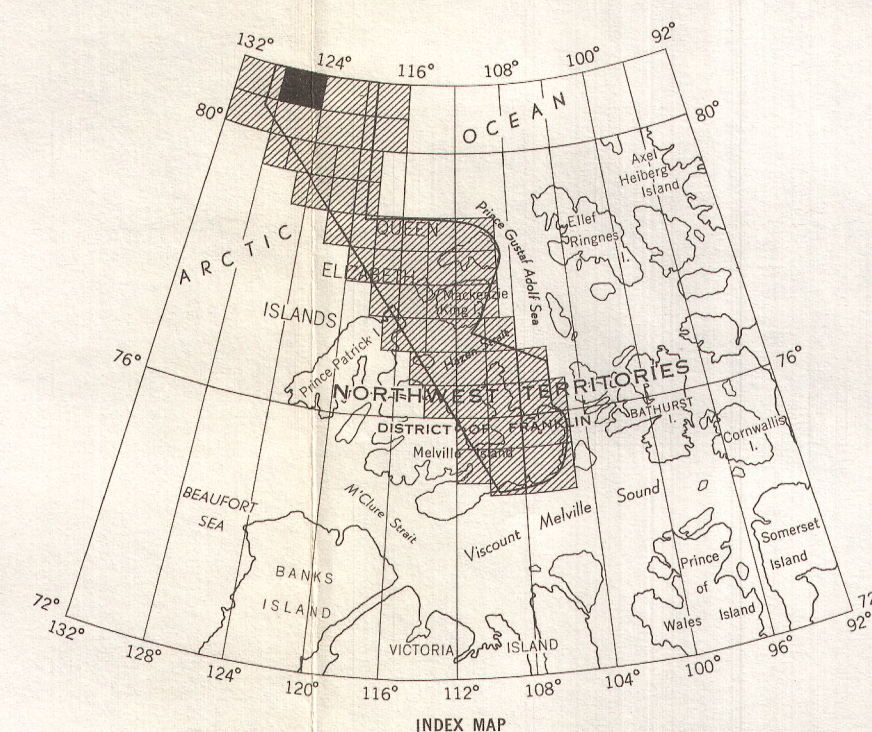 132°
124°
116°
108°
100°
92°
80°
80°
OCEAN
Axel
Heiberg
Island
Ellef
Ringnes
I.
Prince Gustaf Adolf Sea
QUEEN
ARCTIC
ELIZABETH
ISLANDS
Mackenzie
King I.
Hazen Strait
Prince Patrick I.
76°
76°
NORTHWEST TERRITORIES
DISTRICT OF FRANKLIN
BATHURST
I.
Cornwallis
I.
Melville Island
BEAUFORT
SEA
M'Clure Strait
Viscount Melville Sound
Somerset
Island
BANKS
ISLAND
Prince
of
Wales Island
VICTORIA ISLAND
72°
72
132°
128°
124°
120°
116°
112°
108°
104°
100°
96°
92°
INDEX MAP